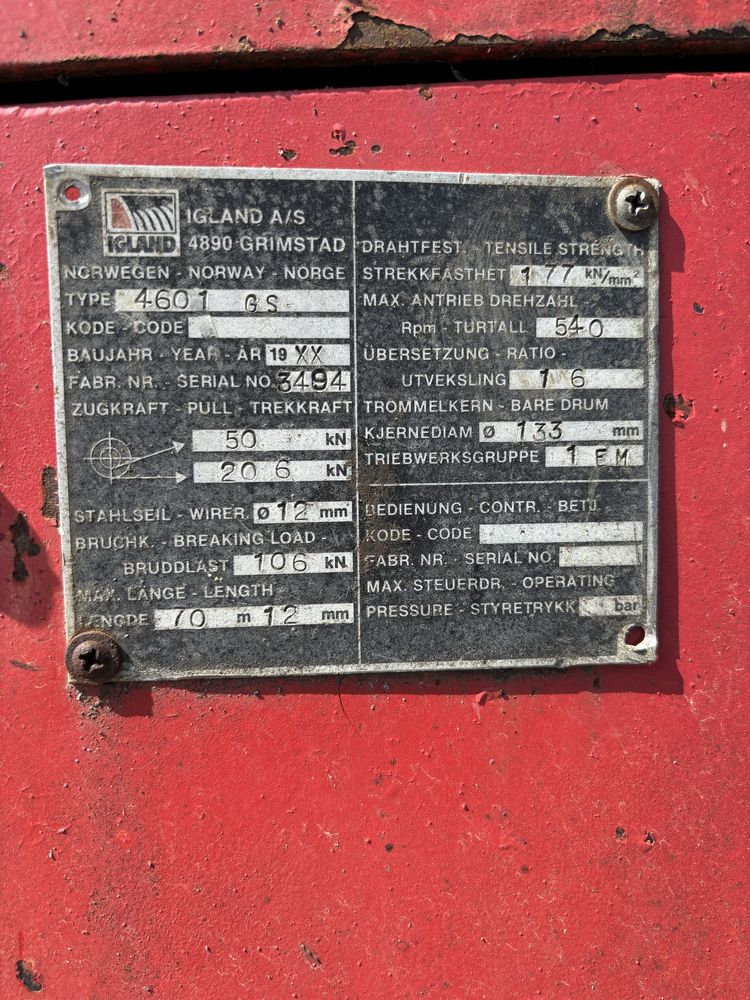 IGLAND
IGLAND A/S
4890 GRIMSTAD
NORWEGEN - NORWAY - NORGE
TYPE 4601 GS
KODE - CODE
BAUJAHR - YEAR - ÅR 19 XX
FABR. NR. - SERIAL NO. 3494
ZUGKRAFT - PULL - TREKKRAFT
50 kN
20 6 kN
STAHLSEIL - WIRER ø 12 mm
BRUCHK. - BREAKING LOAD -
BRUDDLAST 106 kN
MAX. LÄNGE - LENGTH
LENGDE 70 m 12 mm
DRAHTFEST. - TENSILE STRENGTH
STREKKFASTHET 1 77 kN/mm²
MAX. ANTRIEB DREHZAHL
Rpm - TURTALL 540
ÜBERSETZUNG - RATIO -
UTVEKSLING 1 6
TROMMELKERN - BARE DRUM
KJERNEDIAM ø 133 mm
TRIEBWERKSGRUPPE 1 EM
BEDIENUNG - CONTR. - BETJ.
KODE - CODE
FABR. NR. - SERIAL NO.
MAX. STEUERDR. - OPERATING
PRESSURE - STYRETRYKK bar